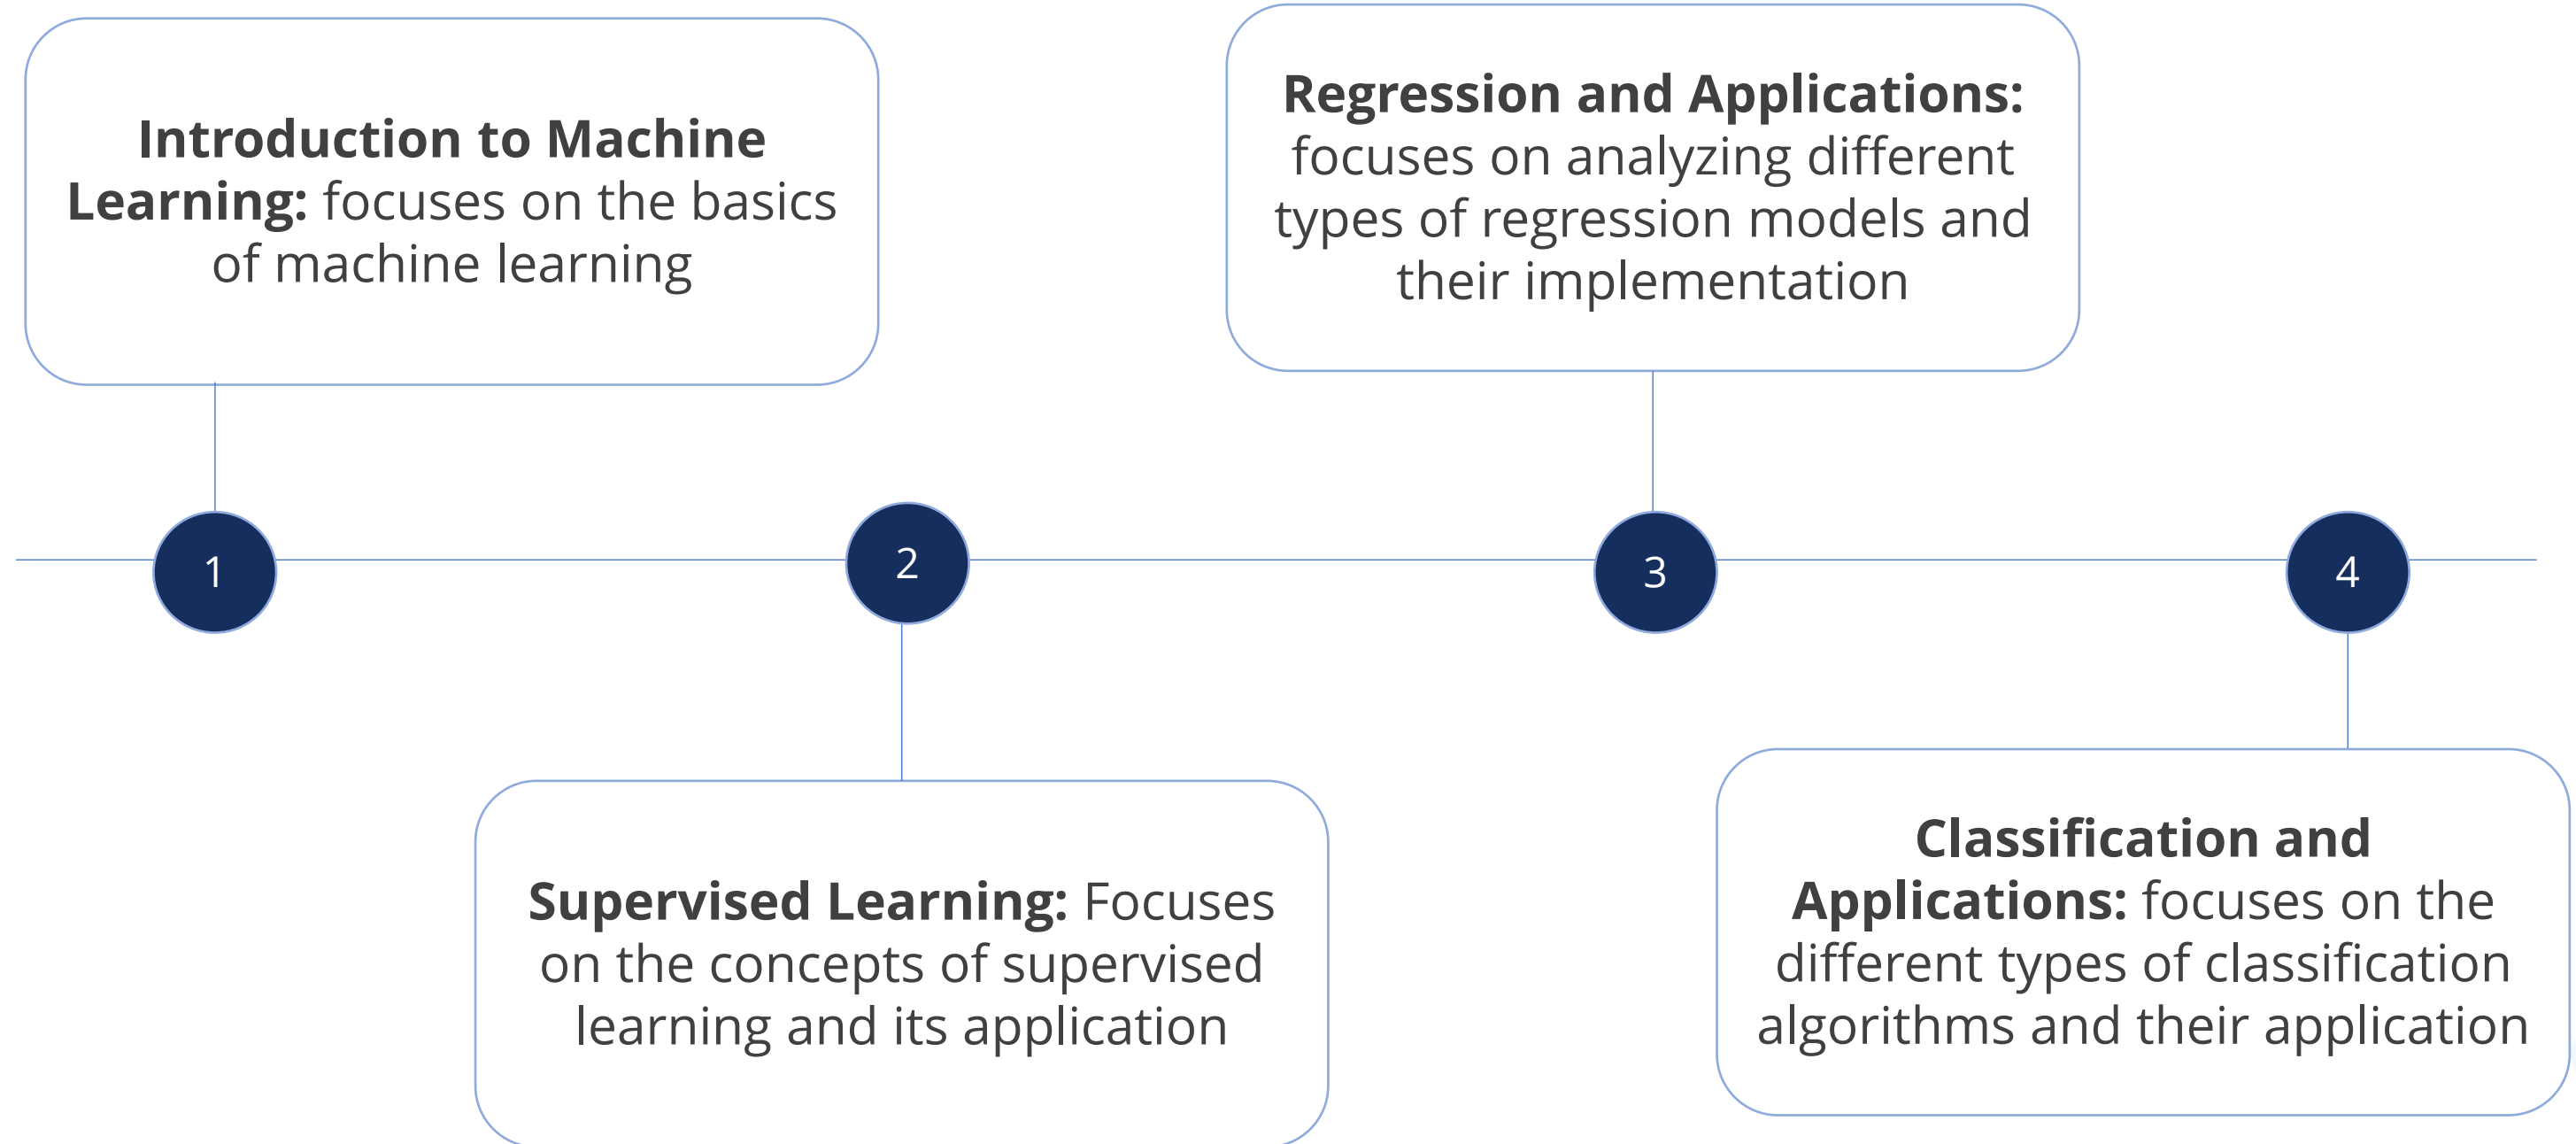 Introduction to Machine
Learning: focuses on the basics
of machine learning
Regression and Applications:
focuses on analyzing different
types of regression models and
their implementation
1
2
3
4
Supervised Learning: Focuses
on the concepts of supervised
learning and its application
Classification and
Applications: focuses on the
different types of classification
algorithms and their application